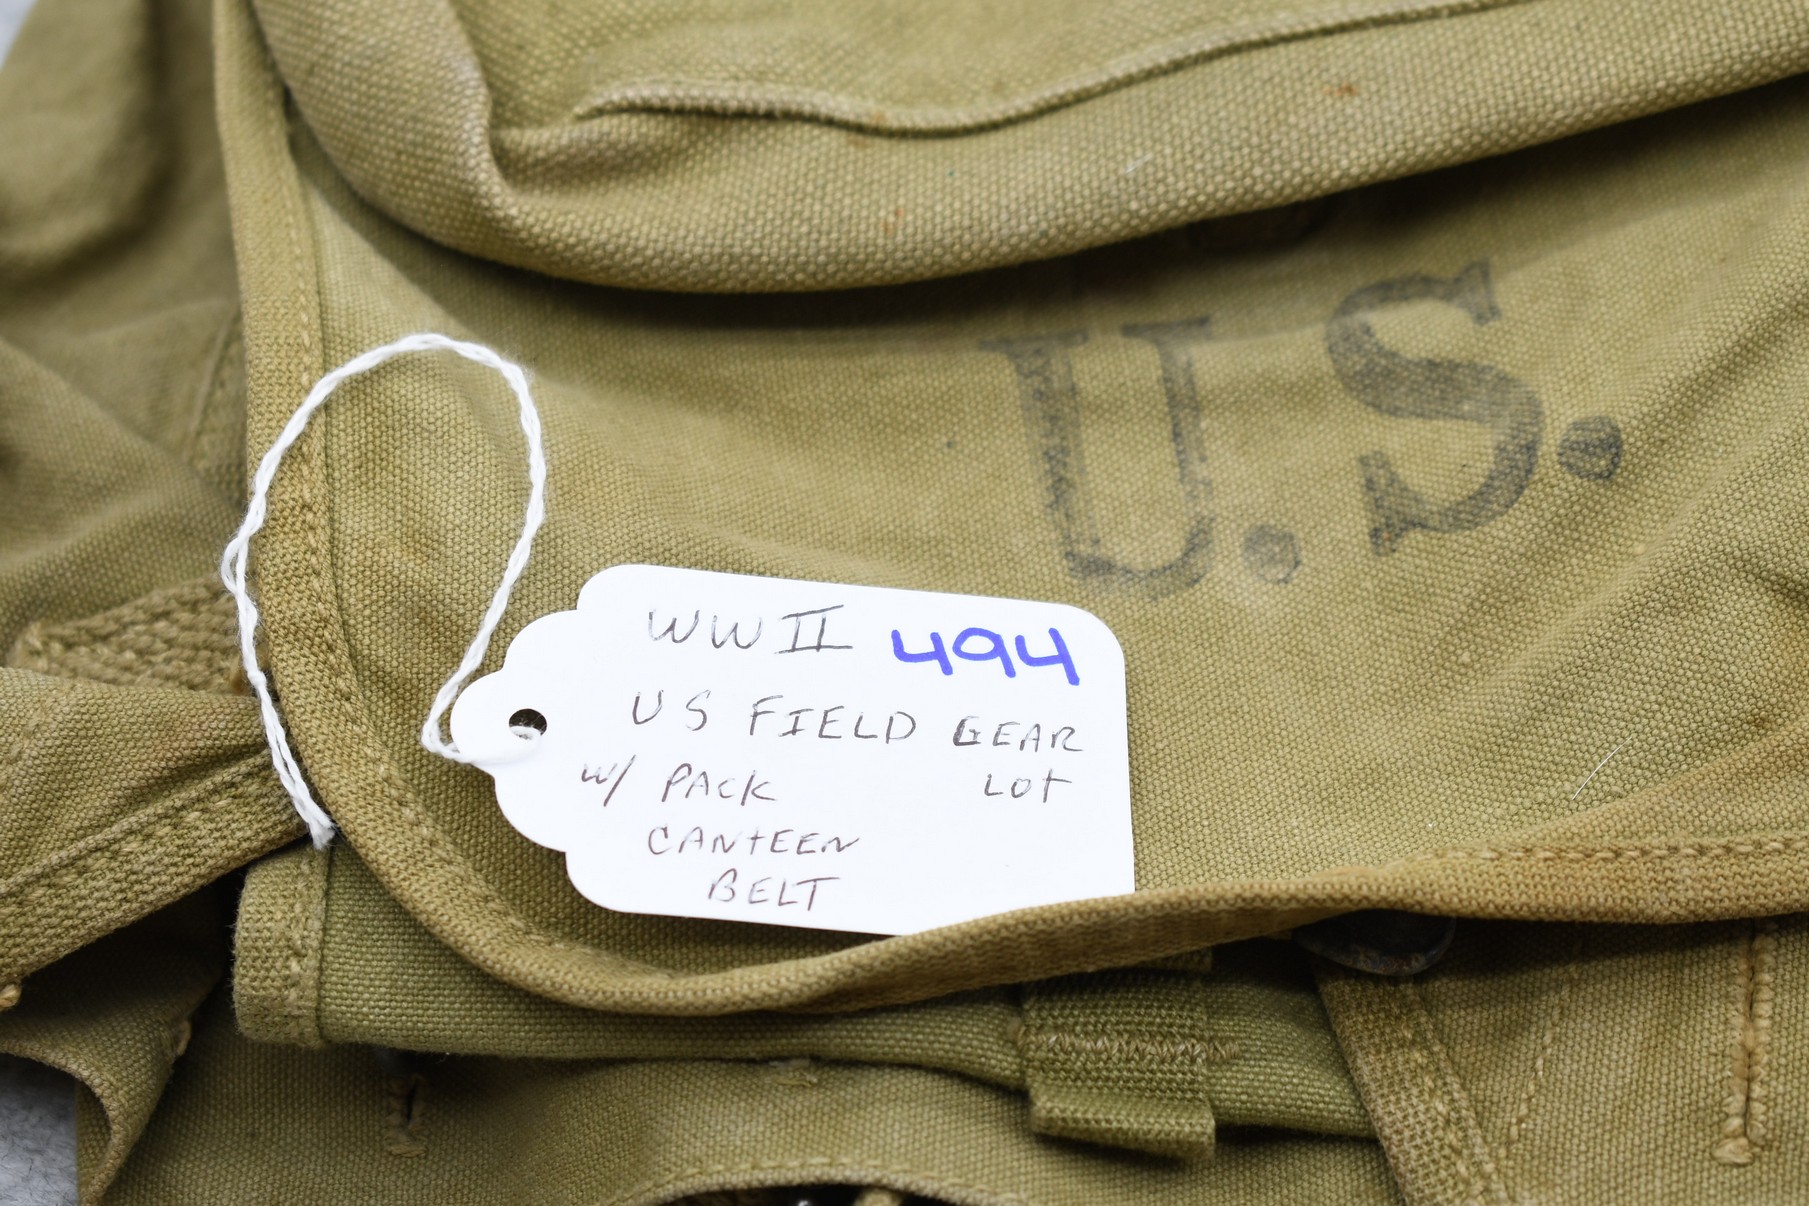 U.S.
WWII 494
US FIELD GEAR
W/ PACK LOT
CANTEEN
BELT